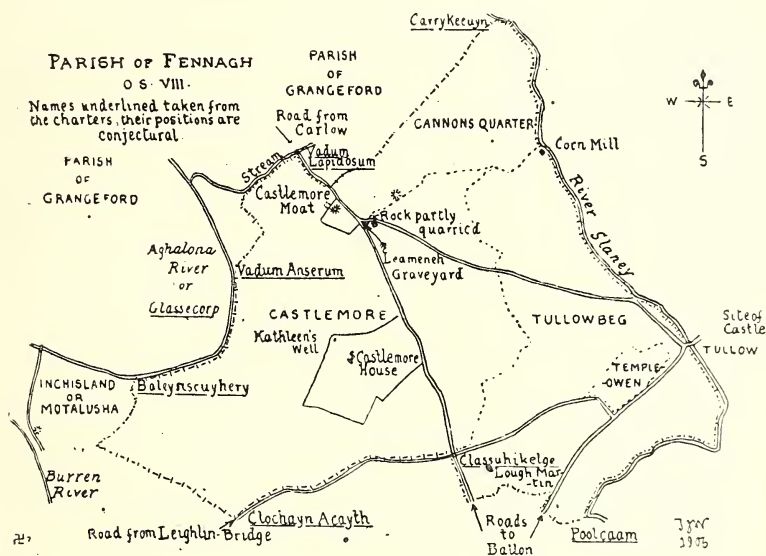 Carrykeeuyn
PARISH OF FENNAGH
O S. VIII.
Names underlined taken from
the charters, their positions are
conjectural
PARISH
OF
GRANGEFORD
PARISH
OF
GRANGEFORD
Road from
Carlow
W
E
S
CANNONS QUARTER
Corn Mill
Stream
Vadum
Lapidosum
Castlemore
Moat
River Slaney
Rock partly
quarried
Leameneh
Graveyard
Aghalona
River
or
Glassecorp
Vadum Anserum
CASTLEMORE
Kathleen's
Well
Castlemore
House
TULLOWBEG
Site of
Castle
TULLOW
TEMPLE-
OWEN
INCHISLAND
OR
MOTALUSHA
Baleynscuyhery
Burren
River
Classuhikelge
Lough Mar-
tin
Clochayn Acayth
Road from Leighlin-Bridge
Roads
to
Ballon
Poolcaam
1905